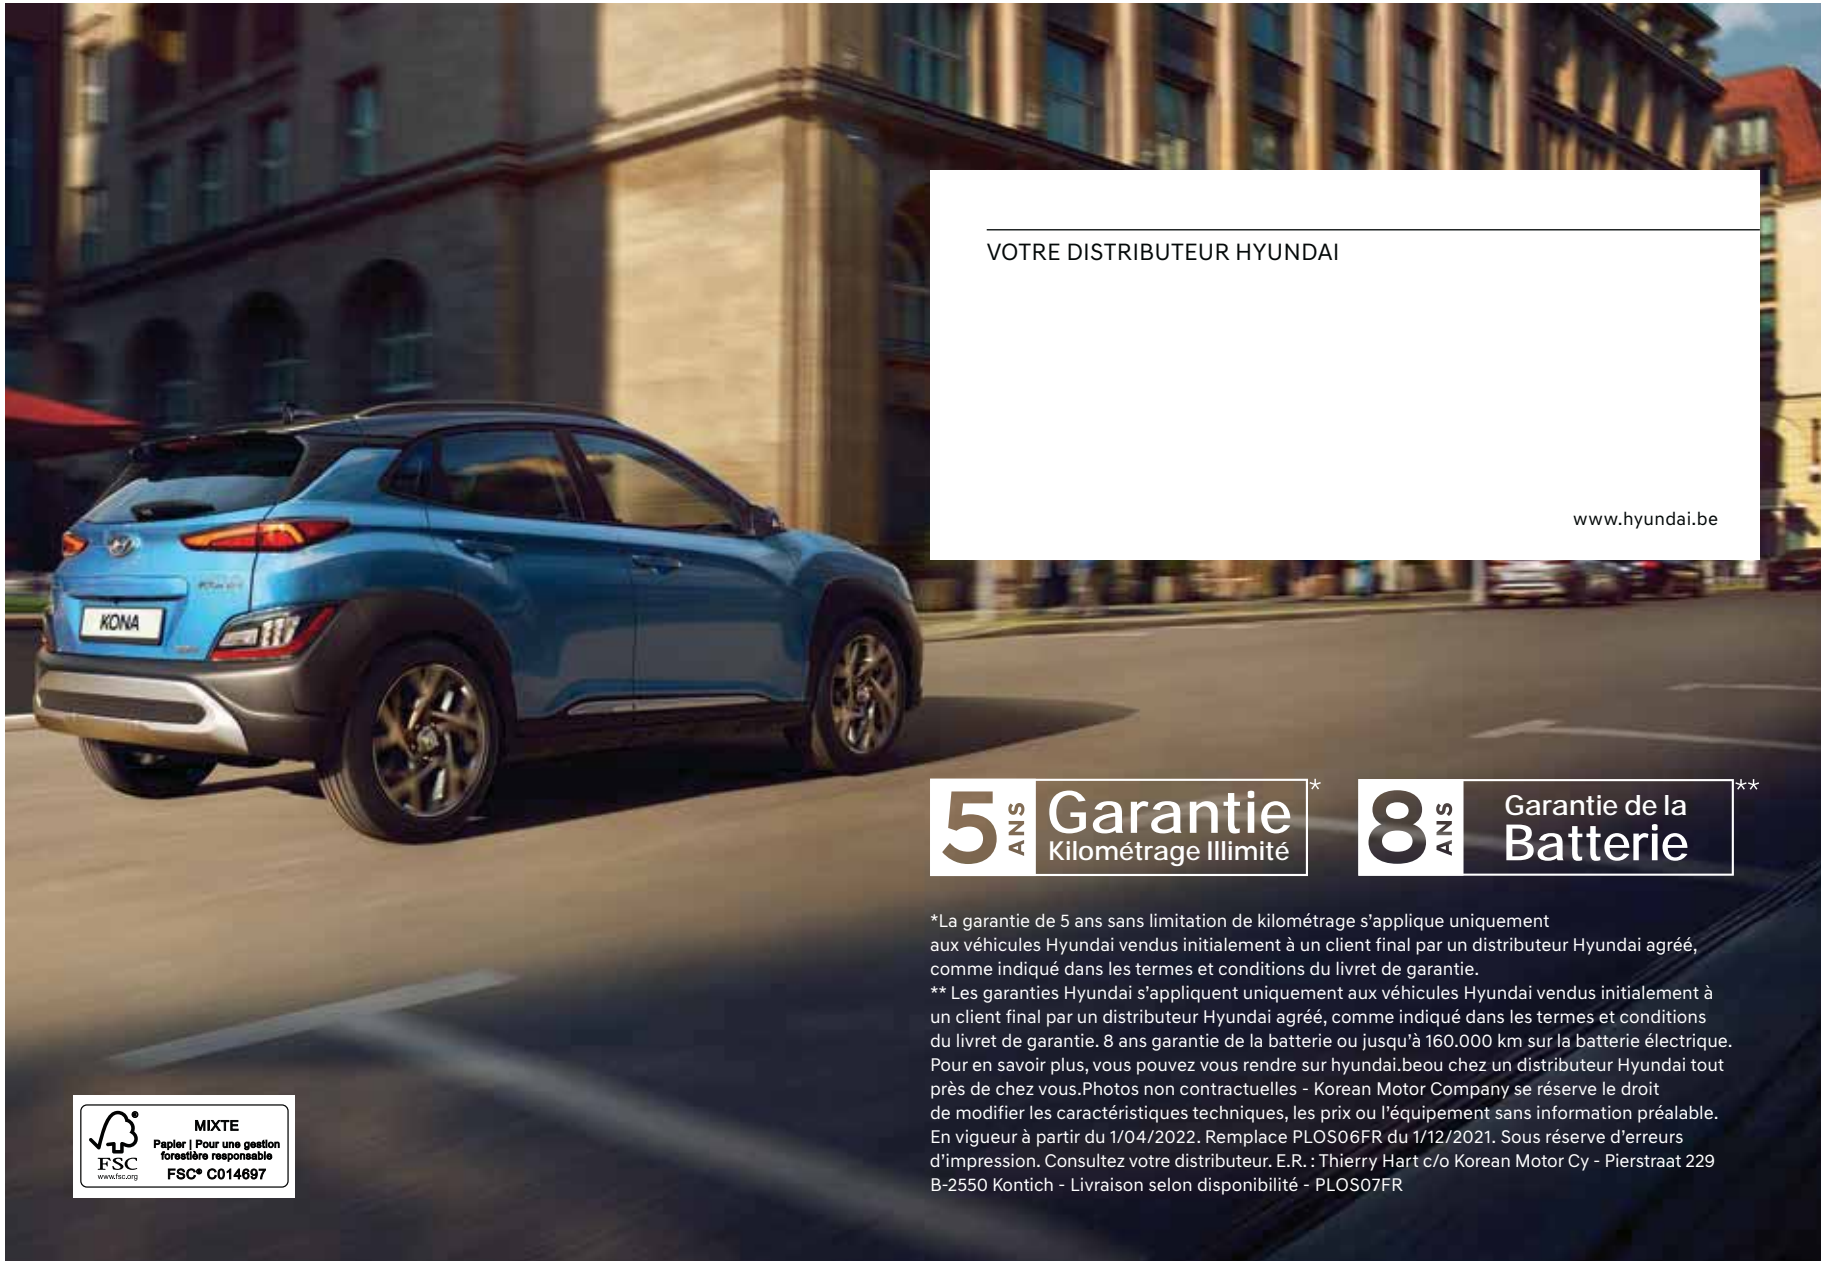 VOTRE DISTRIBUTEUR HYUNDAI
www.hyundai.be
KONA
5 ANS Garantie *
Kilométrage Illimité
8 ANS Garantie de la **
Batterie
*La garantie de 5 ans sans limitation de kilométrage s’applique uniquement
aux véhicules Hyundai vendus initialement à un client final par un distributeur Hyundai agréé,
comme indiqué dans les termes et conditions du livret de garantie.
** Les garanties Hyundai s’appliquent uniquement aux véhicules Hyundai vendus initialement à
un client final par un distributeur Hyundai agréé, comme indiqué dans les termes et conditions
du livret de garantie. 8 ans garantie de la batterie ou jusqu’à 160.000 km sur la batterie électrique.
Pour en savoir plus, vous pouvez vous rendre sur hyundai.beou chez un distributeur Hyundai tout
près de chez vous.Photos non contractuelles - Korean Motor Company se réserve le droit
de modifier les caractéristiques techniques, les prix ou l’équipement sans information préalable.
En vigueur à partir du 1/04/2022. Remplace PLOS06FR du 1/12/2021. Sous réserve d’erreurs
d’impression. Consultez votre distributeur. E.R. : Thierry Hart c/o Korean Motor Cy - Pierstraat 229
B-2550 Kontich - Livraison selon disponibilité - PLOS07FR
MIXTE
Papier | Pour une gestion
forestière responsable
FSC® C014697
FSC
www.fsc.org